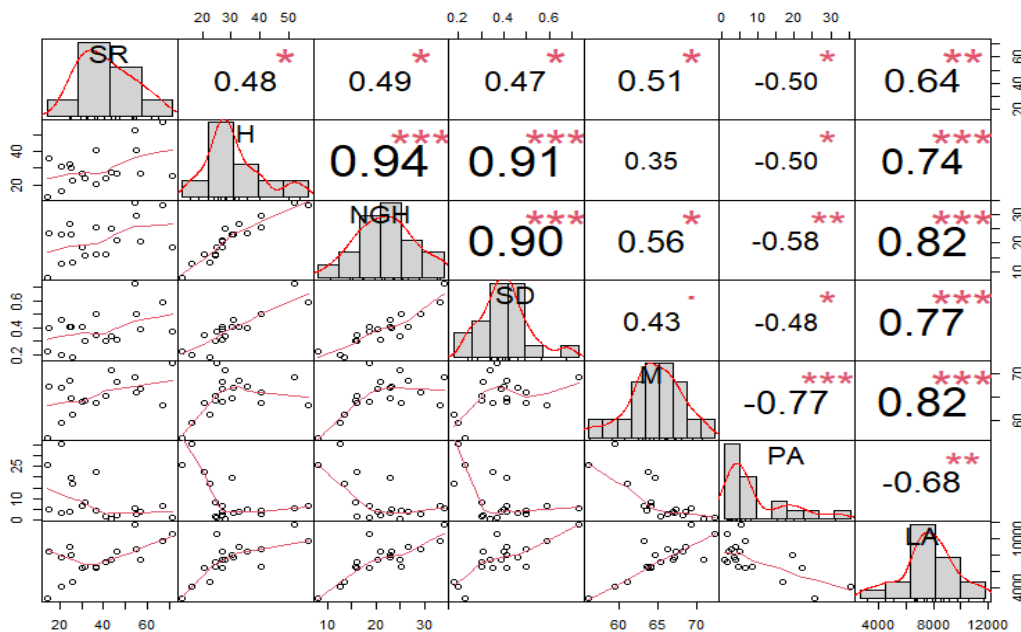 20 30 40 50 0.2 0.4 0.6 0 10 20 30
SR 0.48 * 0.49 * 0.47 * 0.51 * -0.50 * 0.64 ** 20 40 60
20 40 H 0.94 *** 0.91 *** 0.35 -0.50 * 0.74 ***
NGH 0.90 *** 0.56 * -0.58 ** 0.82 *** 10 20 30
0.2 0.4 0.6 SD 0.43 . -0.48 * 0.77 ***
M -0.77 *** 0.82 *** 60 70
0 10 25 PA -0.68 **
LA 4000 10000
20 40 60 10 20 30 60 65 70 4000 8000 12000